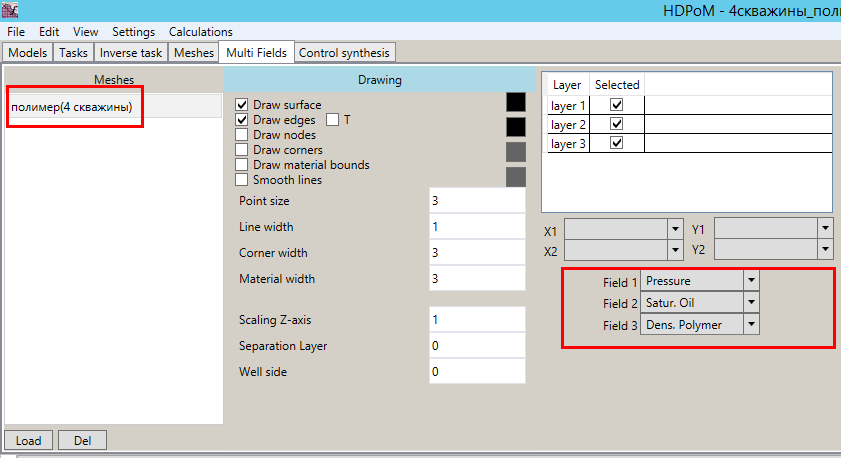 HDPoM - 4скважины_поли
File Edit View Settings Calculations
Models Tasks Inverse task Meshes Multi Fields Control synthesis
Meshes
полимер(4 скважины)
Load Del
Drawing
Draw surface
Draw edges T
Draw nodes
Draw corners
Draw material bounds
Smooth lines
Point size 3
Line width 1
Corner width 3
Material width 3
Scaling Z-axis 1
Separation Layer 0
Well side 0
Layer Selected
layer 1
layer 2
layer 3
X1 Y1
X2 Y2
Field 1 Pressure
Field 2 Satur. Oil
Field 3 Dens. Polymer